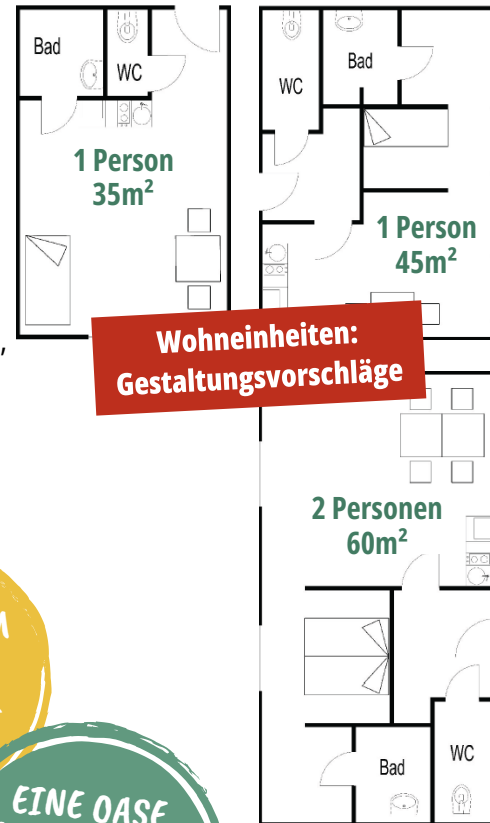 Bad
WC
1 Person
35m²
WC
Bad
1 Person
45m²
,
Wohneinheiten:
Gestaltungsvorschläge
2 Personen
60m²
Bad
WC
EINE OASE